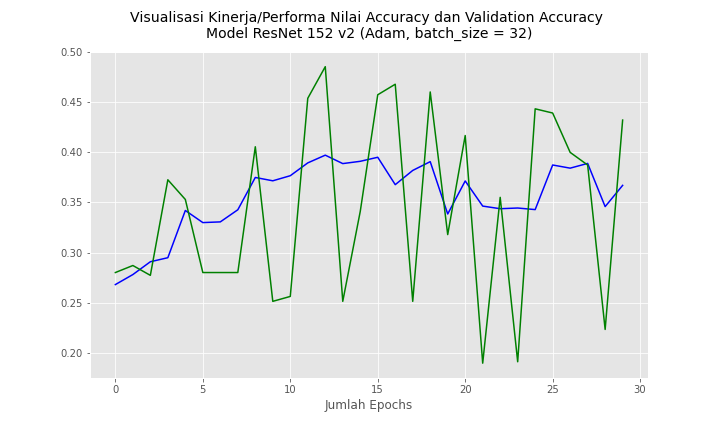 Visualisasi Kinerja/Performa Nilai Accuracy dan Validation Accuracy
Model ResNet 152 v2 (Adam, batch_size = 32)
0.50
0.45
0.40
0.35
0.30
0.25
0.20
0 5 10 15 20 25 30
Jumlah Epochs